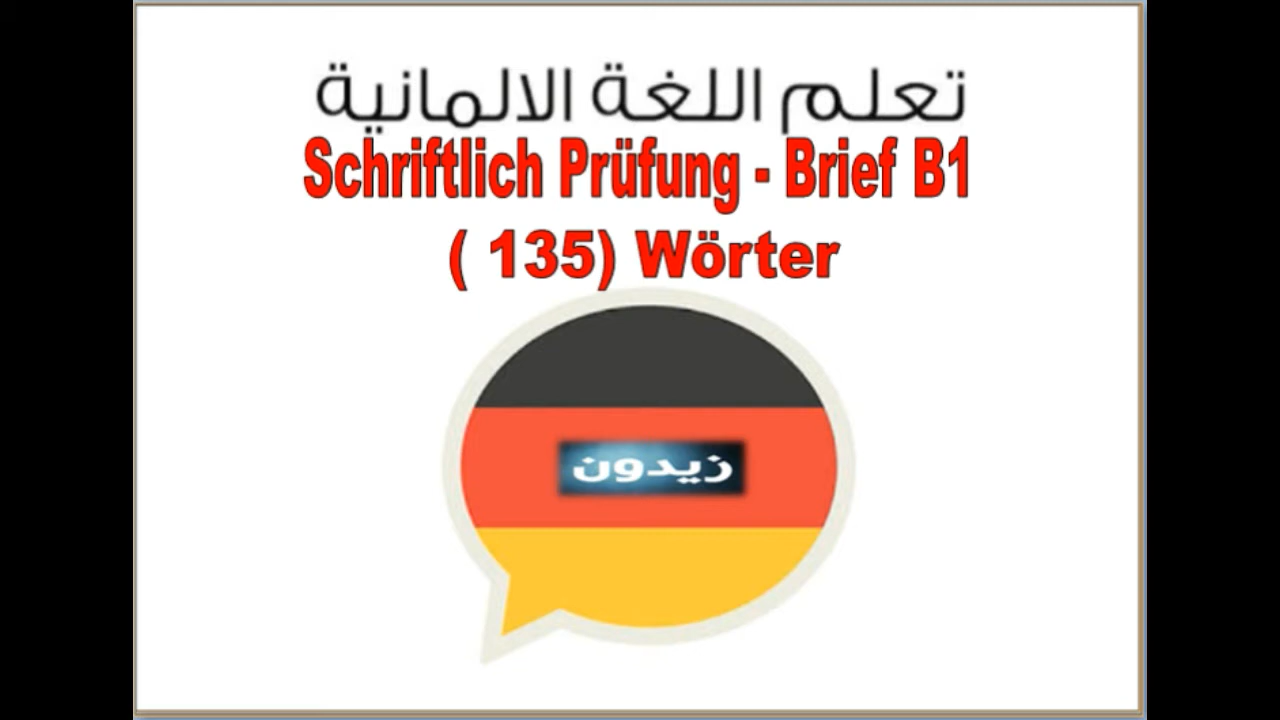 تعلم اللغة الالمانية
Schriftlich Prüfung - Brief B1
( 135) Wörter
زيدون